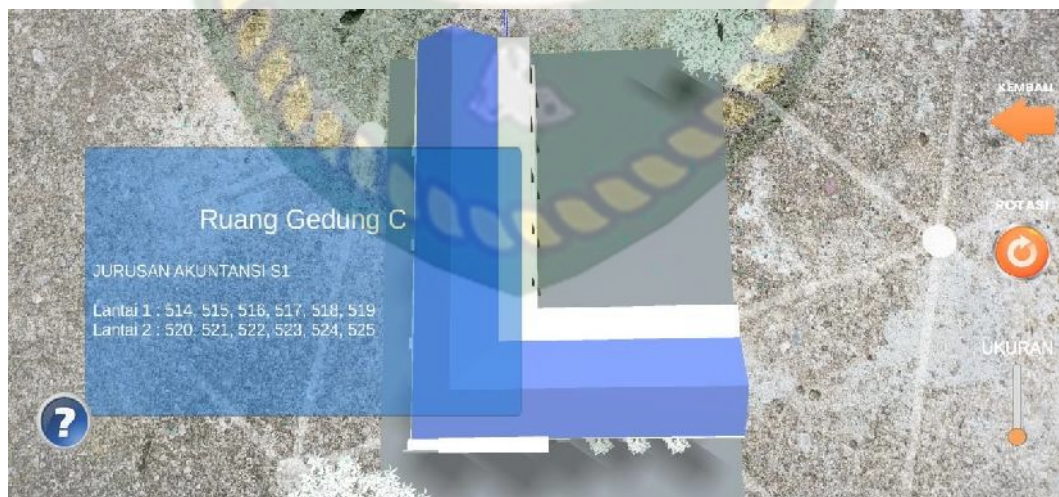 KEMBALI
Ruang Gedung C
ROTASI
JURUSAN AKUNTANSI S1
Lantai 1 : 514, 515, 516, 517, 518, 519
Lantai 2 : 520, 521, 522, 523, 524, 525
UKURAN
?